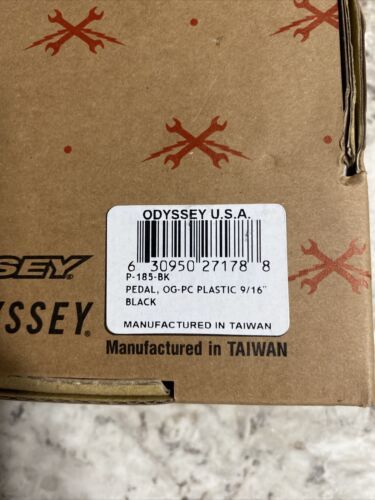 ODYSSEY U.S.A.
6 30950 27178 8
P-185-BK
PEDAL, OG-PC PLASTIC 9/16"
BLACK
MANUFACTURED IN TAIWAN
SSEY®
YSSEY®
Manufactured in TAIWAN